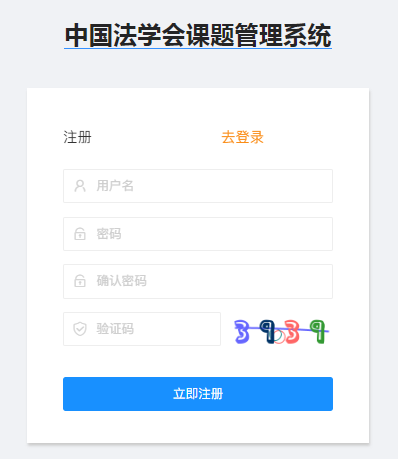 中国法学会课题管理系统
注册 去登录
用户名
密码
确认密码
验证码 3939
立即注册